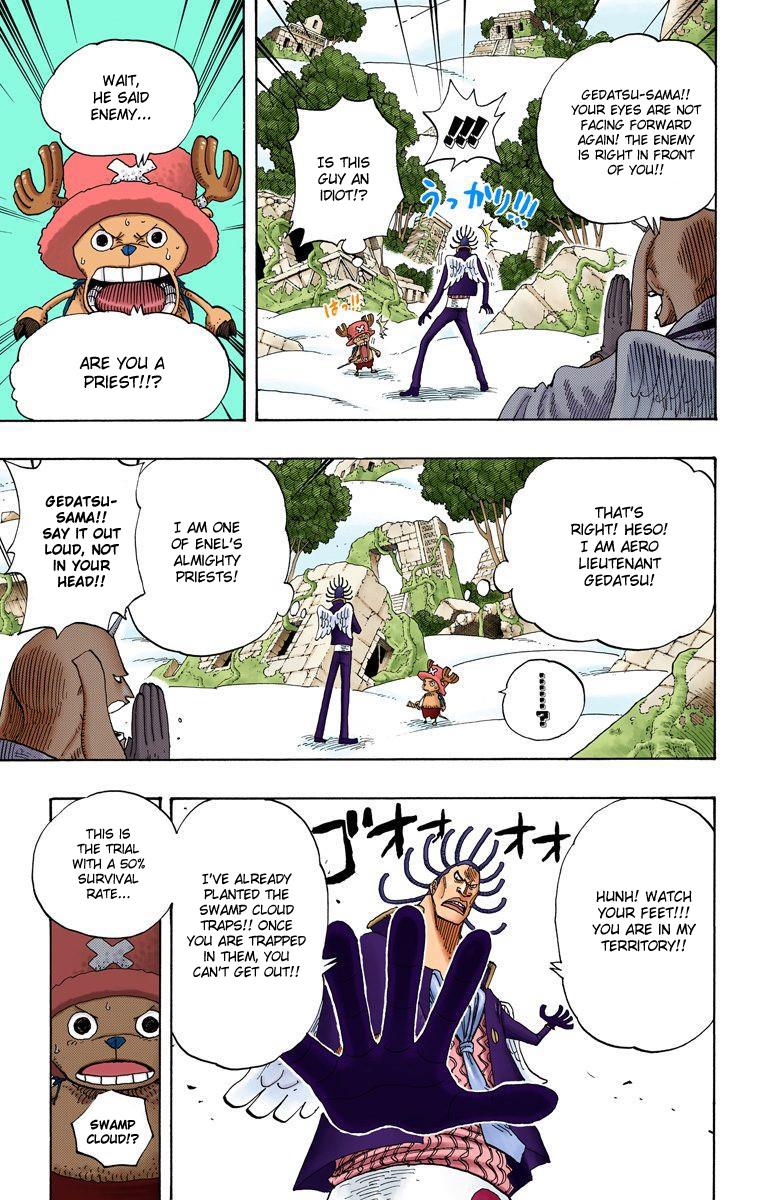 GEDATSU-SAMA!!
YOUR EYES ARE NOT
FACING FORWARD
AGAIN! THE ENEMY
IS RIGHT IN FRONT
OF YOU!!
!!!
うっかり!!!
IS THIS
GUY AN
IDIOT!?
はっ!!
WAIT,
HE SAID
ENEMY...
ARE YOU A
PRIEST!!?
THAT'S
RIGHT! HESO!
I AM AERO
LIEUTENANT
GEDATSU!
......?
I AM ONE
OF ENEL'S
ALMIGHTY
PRIESTS!
GEDATSU-
SAMA!!
SAY IT OUT
LOUD, NOT
IN YOUR
HEAD!!
ゴオオオオ
HUNH! WATCH
YOUR FEET!!!
YOU ARE IN MY
TERRITORY!!
I'VE ALREADY
PLANTED THE
SWAMP CLOUD
TRAPS!! ONCE
YOU ARE TRAPPED
IN THEM, YOU
CAN'T GET OUT!!
THIS IS
THE TRIAL
WITH A 50%
SURVIVAL
RATE...
SWAMP
CLOUD!?